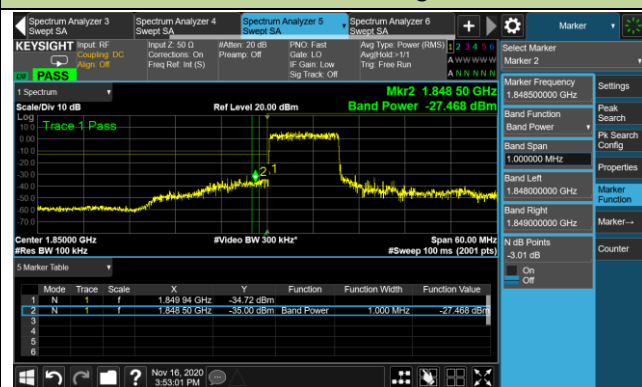 Spectrum Analyzer 3
Swept SA
Spectrum Analyzer 4
Swept SA
Spectrum Analyzer 5
Swept SA
Spectrum Analyzer 6
Swept SA
+
Marker
KEYSIGHT
Input: RF
Coupling: DC
Align: Off
Input Z: 50 Ω
Corrections: On
Freq Ref: Int (S)
#Atten: 20 dB
Preamp: Off
PNO: Fast
Gate: LO
IF Gain: Low
Sig Track: Off
Avg Type: Power (RMS)
Avg|Hold:>1/1
Trig: Free Run
1 2 3 4 5 6
A W W W W W
A N N N N N
PASS
Select Marker
Marker 2
1 Spectrum
Mkr2 1.848 50 GHz
Scale/Div 10 dB
Ref Level 20.00 dBm
Band Power -27.468 dBm
Log
Trace 1 Pass
10.0
0.00
-10.0
-20.0
-30.0
-40.0
-50.0
-60.0
-70.0
2
1
Center 1.85000 GHz
#Video BW 300 kHz*
Span 60.00 MHz
#Res BW 100 kHz
#Sweep 100 ms (2001 pts)
5 Marker Table
Mode Trace Scale X Y Function Function Width Function Value
1 N 1 f 1.849 94 GHz -34.72 dBm
2 N 1 f 1.848 50 GHz -35.00 dBm Band Power 1.000 MHz -27.468 dBm
3
4
5
6
Marker Frequency
1.848500000 GHz
Band Function
Band Power
Band Span
1.000000 MHz
Band Left
1.848000000 GHz
Band Right
1.849000000 GHz
N dB Points
-3.01 dB
On
Off
Settings
Peak
Search
Pk Search
Config
Properties
Marker
Function
Marker→
Counter
?
Nov 16, 2020
3:53:01 PM